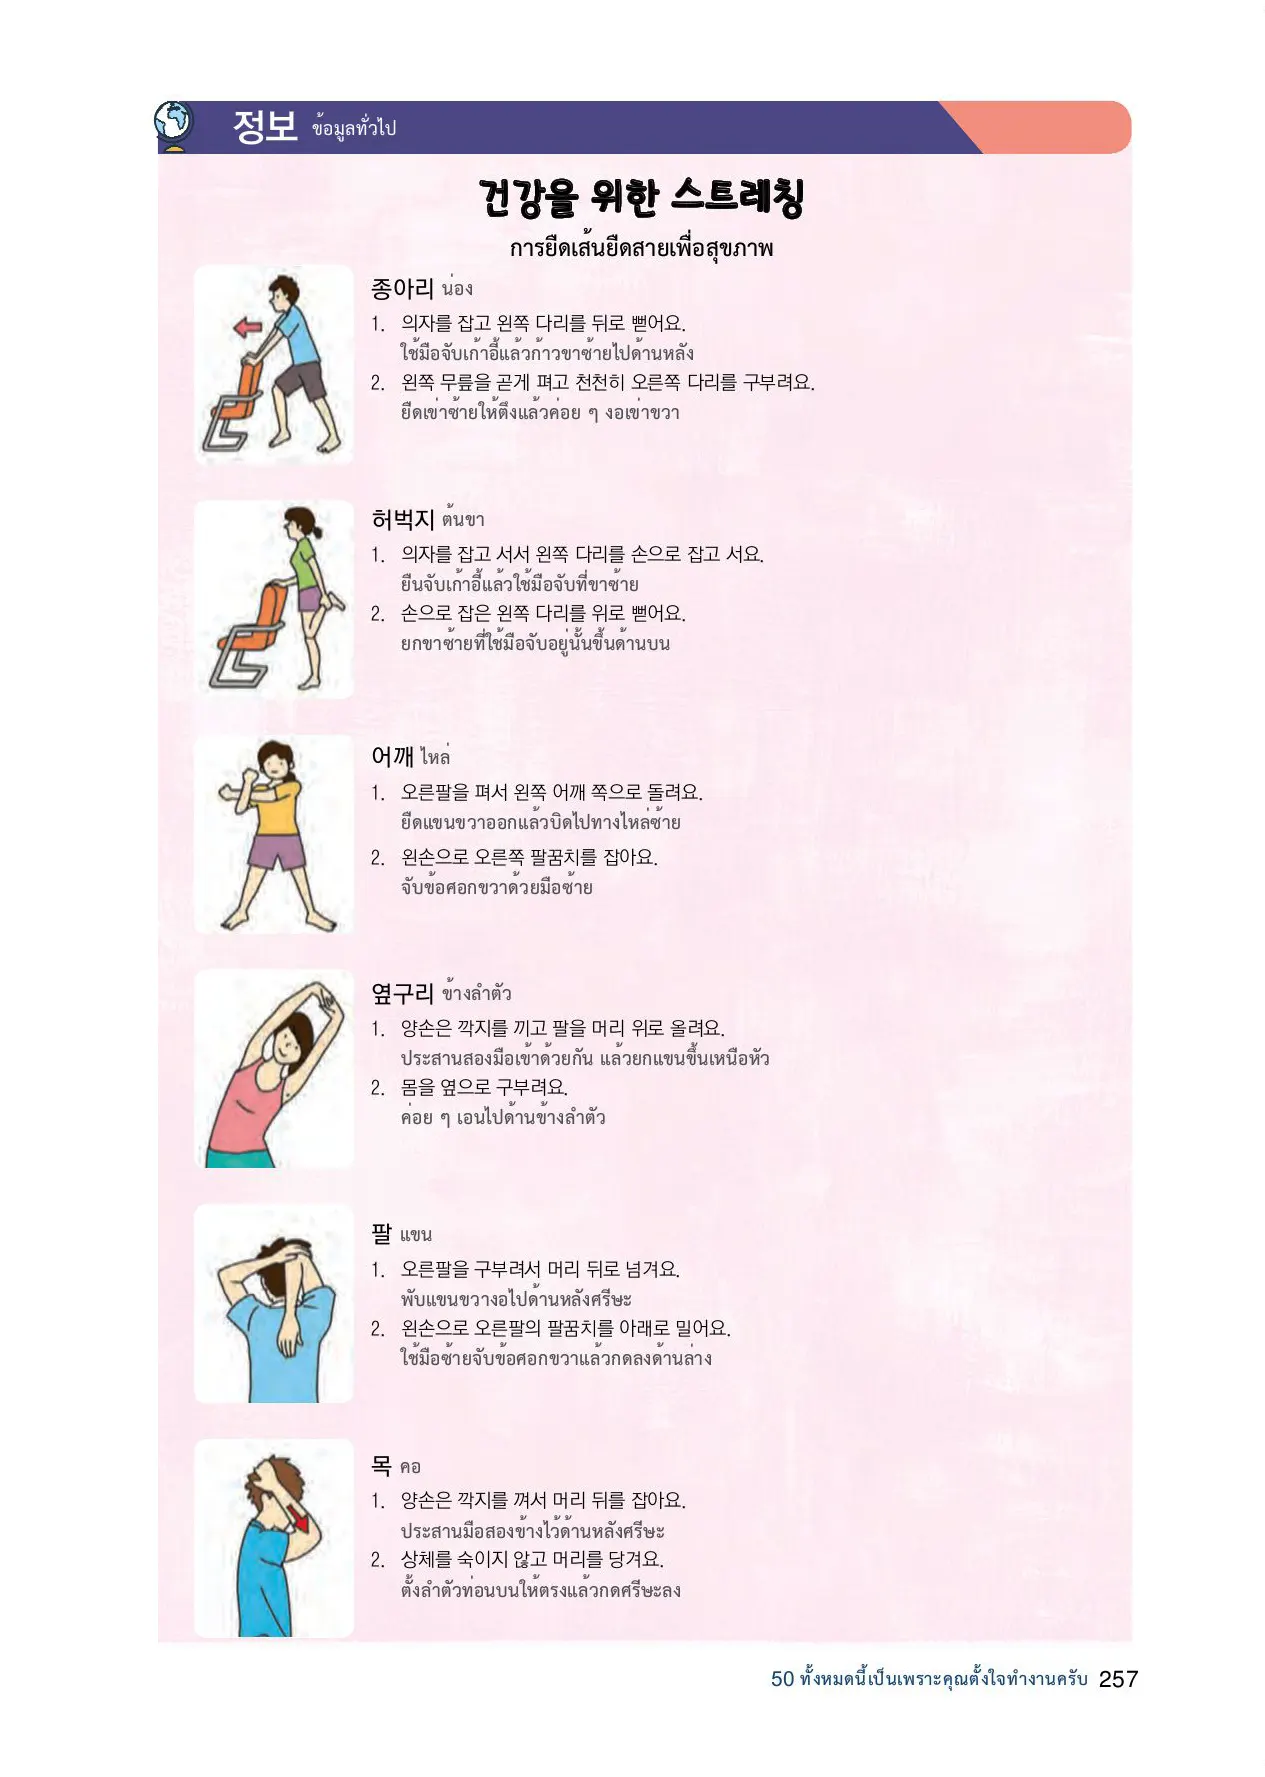 정보 ข้อมูลทั่วไป
건강을 위한 스트레칭
การยืดเส้นยืดสายเพื่อสุขภาพ
종아리 น่อง
1. 의자를 잡고 왼쪽 다리를 뒤로 뻗어요.
ใช้มือจับเก้าอี้แล้วก้าวขาซ้ายไปด้านหลัง
2. 왼쪽 무릎을 곧게 펴고 천천히 오른쪽 다리를 구부려요.
ยืดเข่าซ้ายให้ตึงแล้วค่อย ๆ งอเข่าขวา
허벅지 ต้นขา
1. 의자를 잡고 서서 왼쪽 다리를 손으로 잡고 서요.
ยืนจับเก้าอี้แล้วใช้มือจับที่ขาซ้าย
2. 손으로 잡은 왼쪽 다리를 위로 뻗어요.
ยกขาซ้ายที่ใช้มือจับอยู่นั้นขึ้นด้านบน
어깨 ไหล่
1. 오른팔을 펴서 왼쪽 어깨 쪽으로 돌려요.
ยืดแขนขวาออกแล้วบิดไปทางไหล่ซ้าย
2. 왼손으로 오른쪽 팔꿈치를 잡아요.
จับข้อศอกขวาด้วยมือซ้าย
옆구리 ข้างลำตัว
1. 양손은 깍지를 끼고 팔을 머리 위로 올려요.
ประสานสองมือเข้าด้วยกัน แล้วยกแขนขึ้นเหนือหัว
2. 몸을 옆으로 구부려요.
ค่อย ๆ เอนไปด้านข้างลำตัว
팔 แขน
1. 오른팔을 구부려서 머리 뒤로 넘겨요.
พับแขนขวางอไปด้านหลังศรีษะ
2. 왼손으로 오른팔의 팔꿈치를 아래로 밀어요.
ใช้มือซ้ายจับข้อศอกขวาแล้วกดลงด้านล่าง
목 คอ
1. 양손은 깍지를 껴서 머리 뒤를 잡아요.
ประสานมือสองข้างไว้ด้านหลังศรีษะ
2. 상체를 숙이지 않고 머리를 당겨요.
ตั้งลำตัวท่อนบนให้ตรงแล้วกดศรีษะลง
50 ทั้งหมดนี้เป็นเพราะคุณตั้งใจทำงานครับ 257